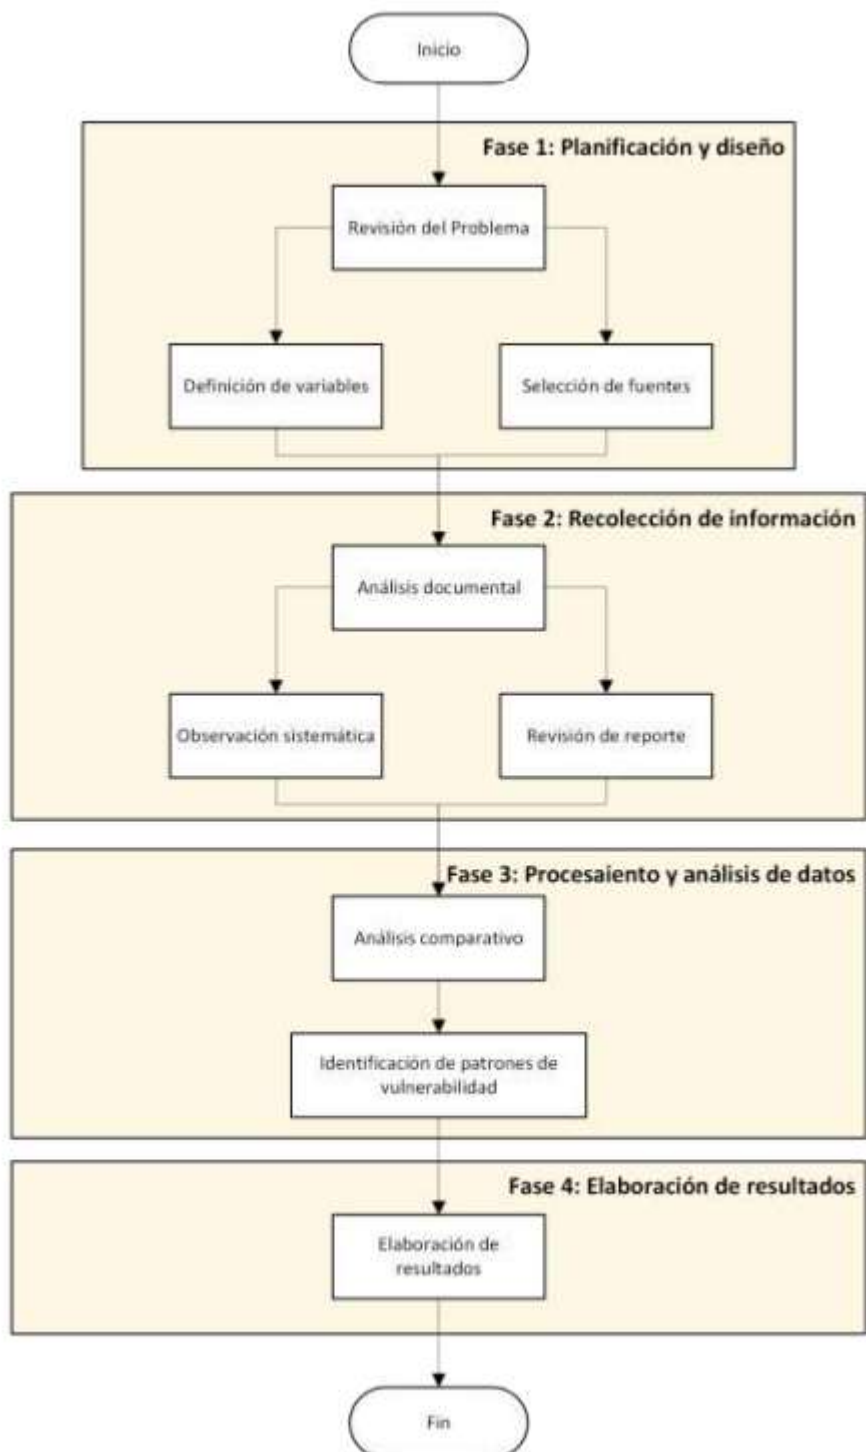 Inicio
Fase 1: Planificación y diseño
Revisión del Problema
Definición de variables
Selección de fuentes
Fase 2: Recolección de información
Análisis documental
Observación sistemática
Revisión de reporte
Fase 3: Procesaiento y análisis de datos
Análisis comparativo
Identificación de patrones de
vulnerabilidad
Fase 4: Elaboración de resultados
Elaboración de
resultados
Fin